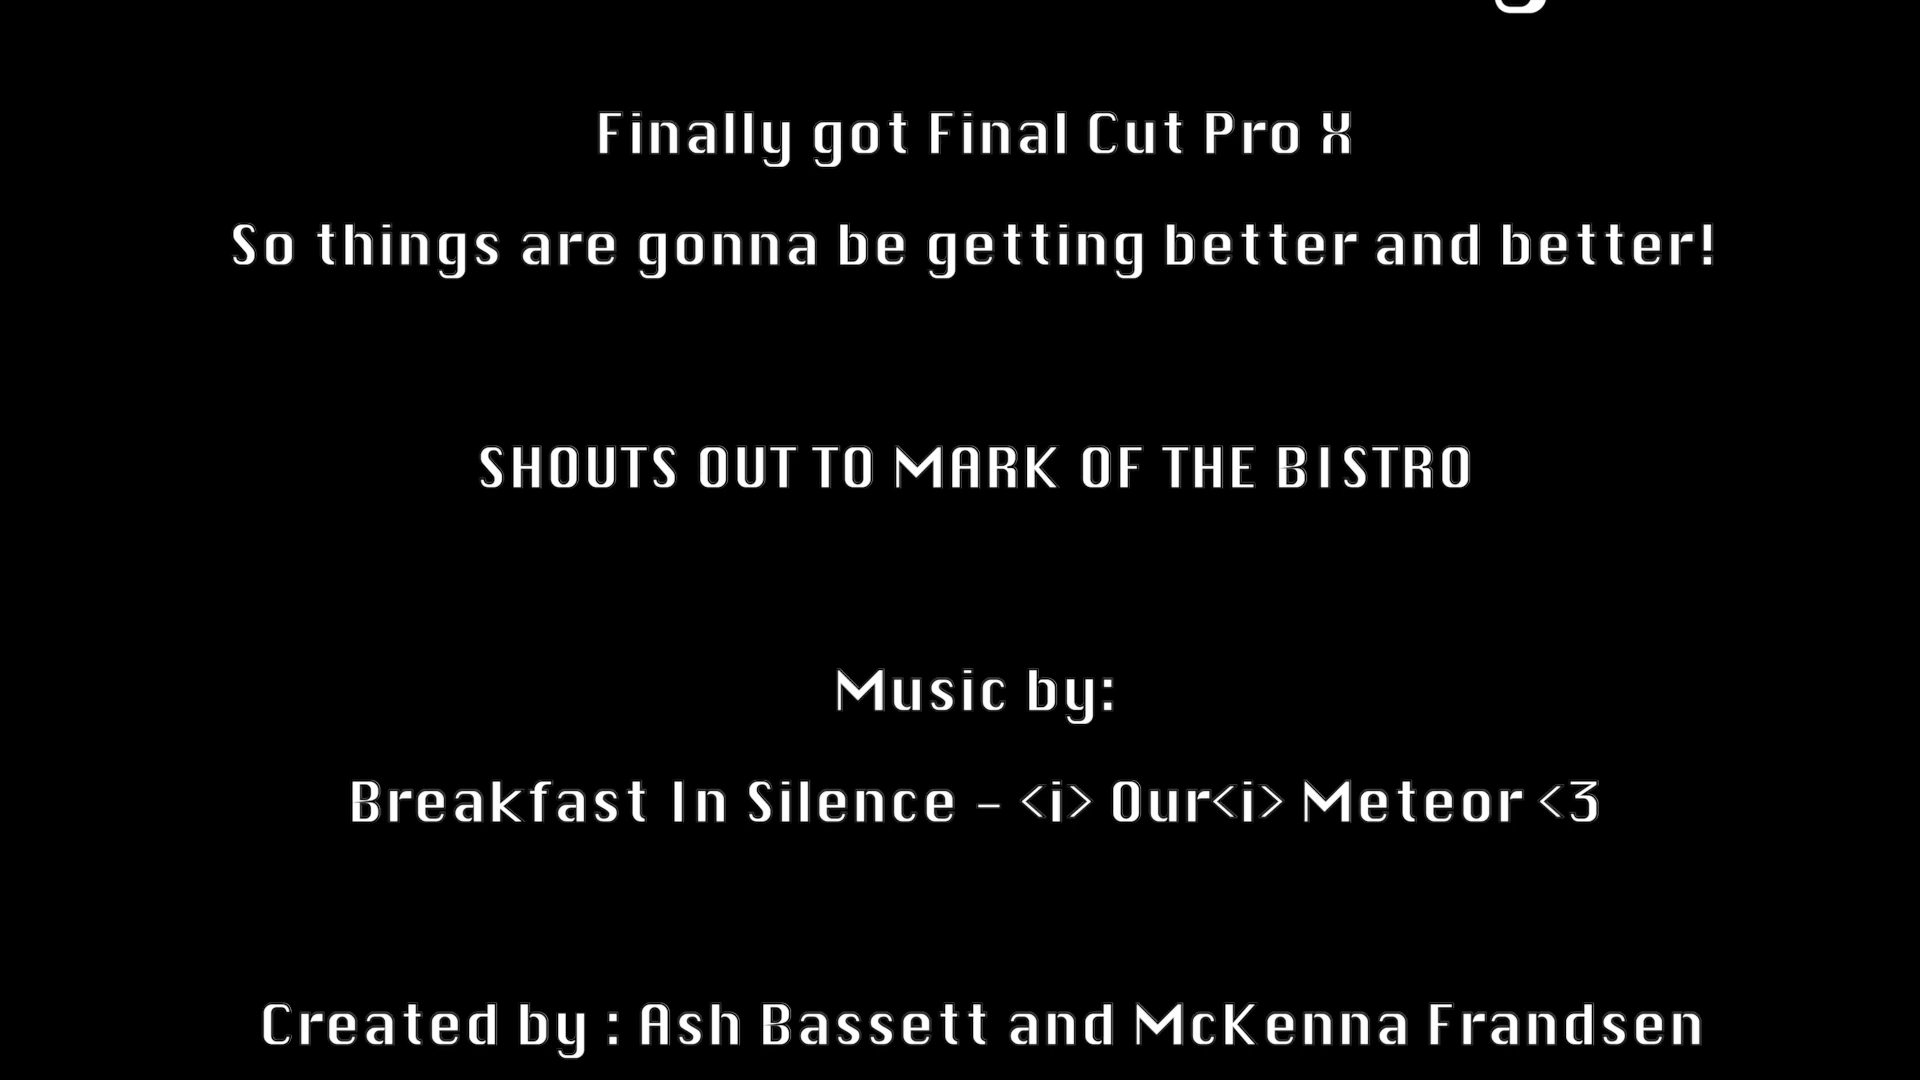 Finally got Final Cut Pro X
So things are gonna be getting better and better!
SHOUTS OUT TO MARK OF THE BISTRO
Music by:
Breakfast In Silence - <i> Our<i> Meteor <3
Created by : Ash Bassett and McKenna Frandsen